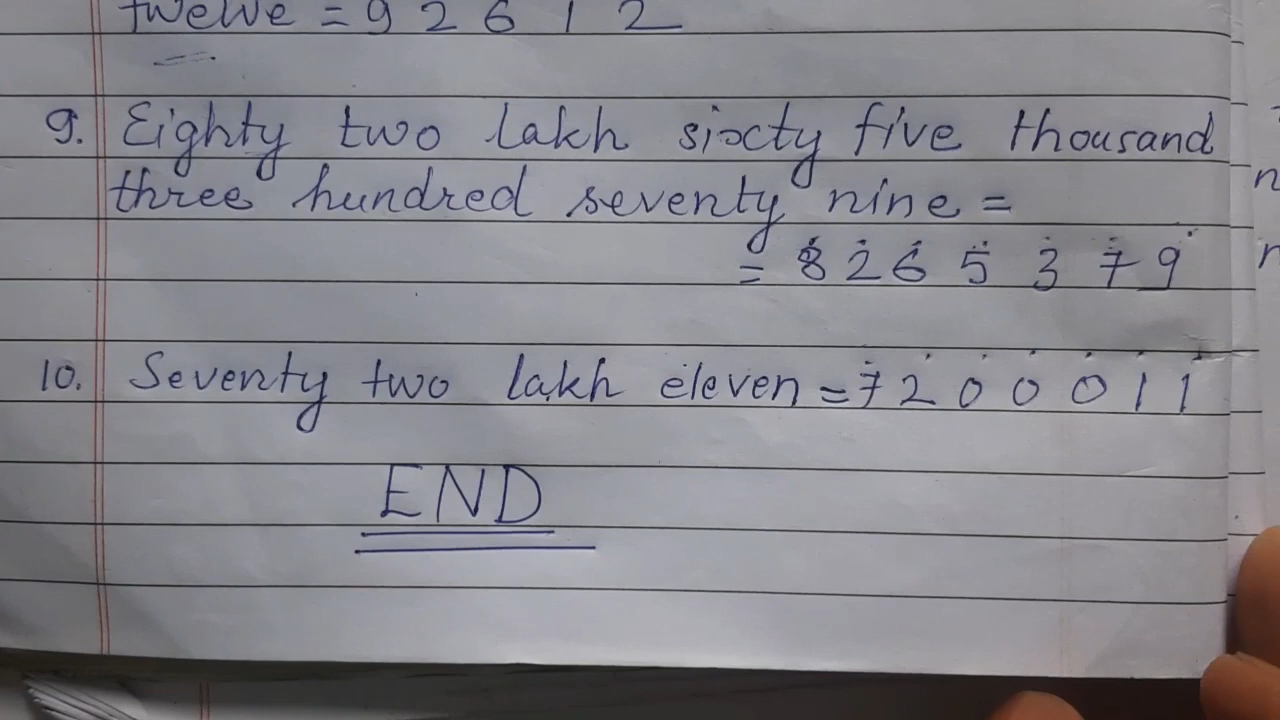 twelve = 9 2 6 1 2
9. Eighty two lakh sixty five thousand
three hundred seventy nine =
= 8 2 6 5 3 7 9
10. Seventy two lakh eleven = 7 2 0 0 0 1 1
END